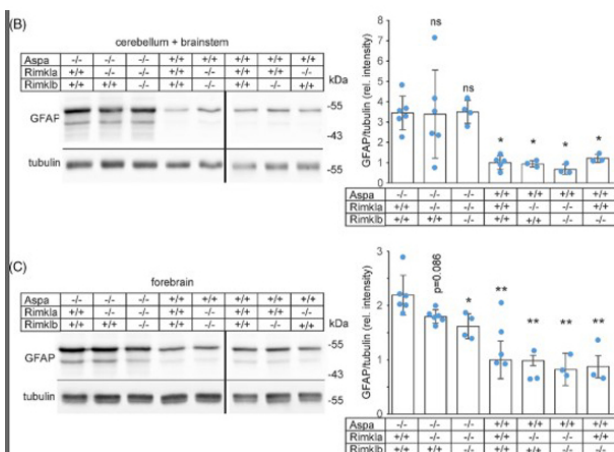 (B)
cerebellum + brainstem
Aspa -/- -/- -/- +/+ +/+ +/+ +/+ +/+
Rimkla +/+ -/- -/- +/+ -/- +/+ +/+ -/-
Rimklb +/+ +/+ -/- +/+ -/- +/+ -/- +/+
kDa
GFAP
-55
-43
tubulin
-55
GFAP/tubulin (rel. intensity)
8
7
6
5
4
3
2
1
0
ns
ns
* * * *
Aspa -/- -/- -/- +/+ +/+ +/+ +/+
Rimkla +/+ -/- -/- +/+ -/- -/- +/+
Rimklb +/+ +/+ -/- +/+ +/+ -/- -/-
(C)
forebrain
Aspa -/- -/- -/- +/+ +/+ +/+ +/+ +/+
Rimkla +/+ -/- -/- +/+ -/- +/+ +/+ -/-
Rimklb +/+ +/+ -/- +/+ -/- +/+ -/- +/+
kDa
GFAP
-55
-43
tubulin
-55
GFAP/tubulin (rel. intensity)
3
2
1
0
p=0.086
* ** ** ** **
Aspa -/- -/- -/- +/+ +/+ +/+ +/+
Rimkla +/+ -/- -/- +/+ -/- -/- +/+
Rimklb +/+ +/+ -/- +/+ +/+ -/- -/-